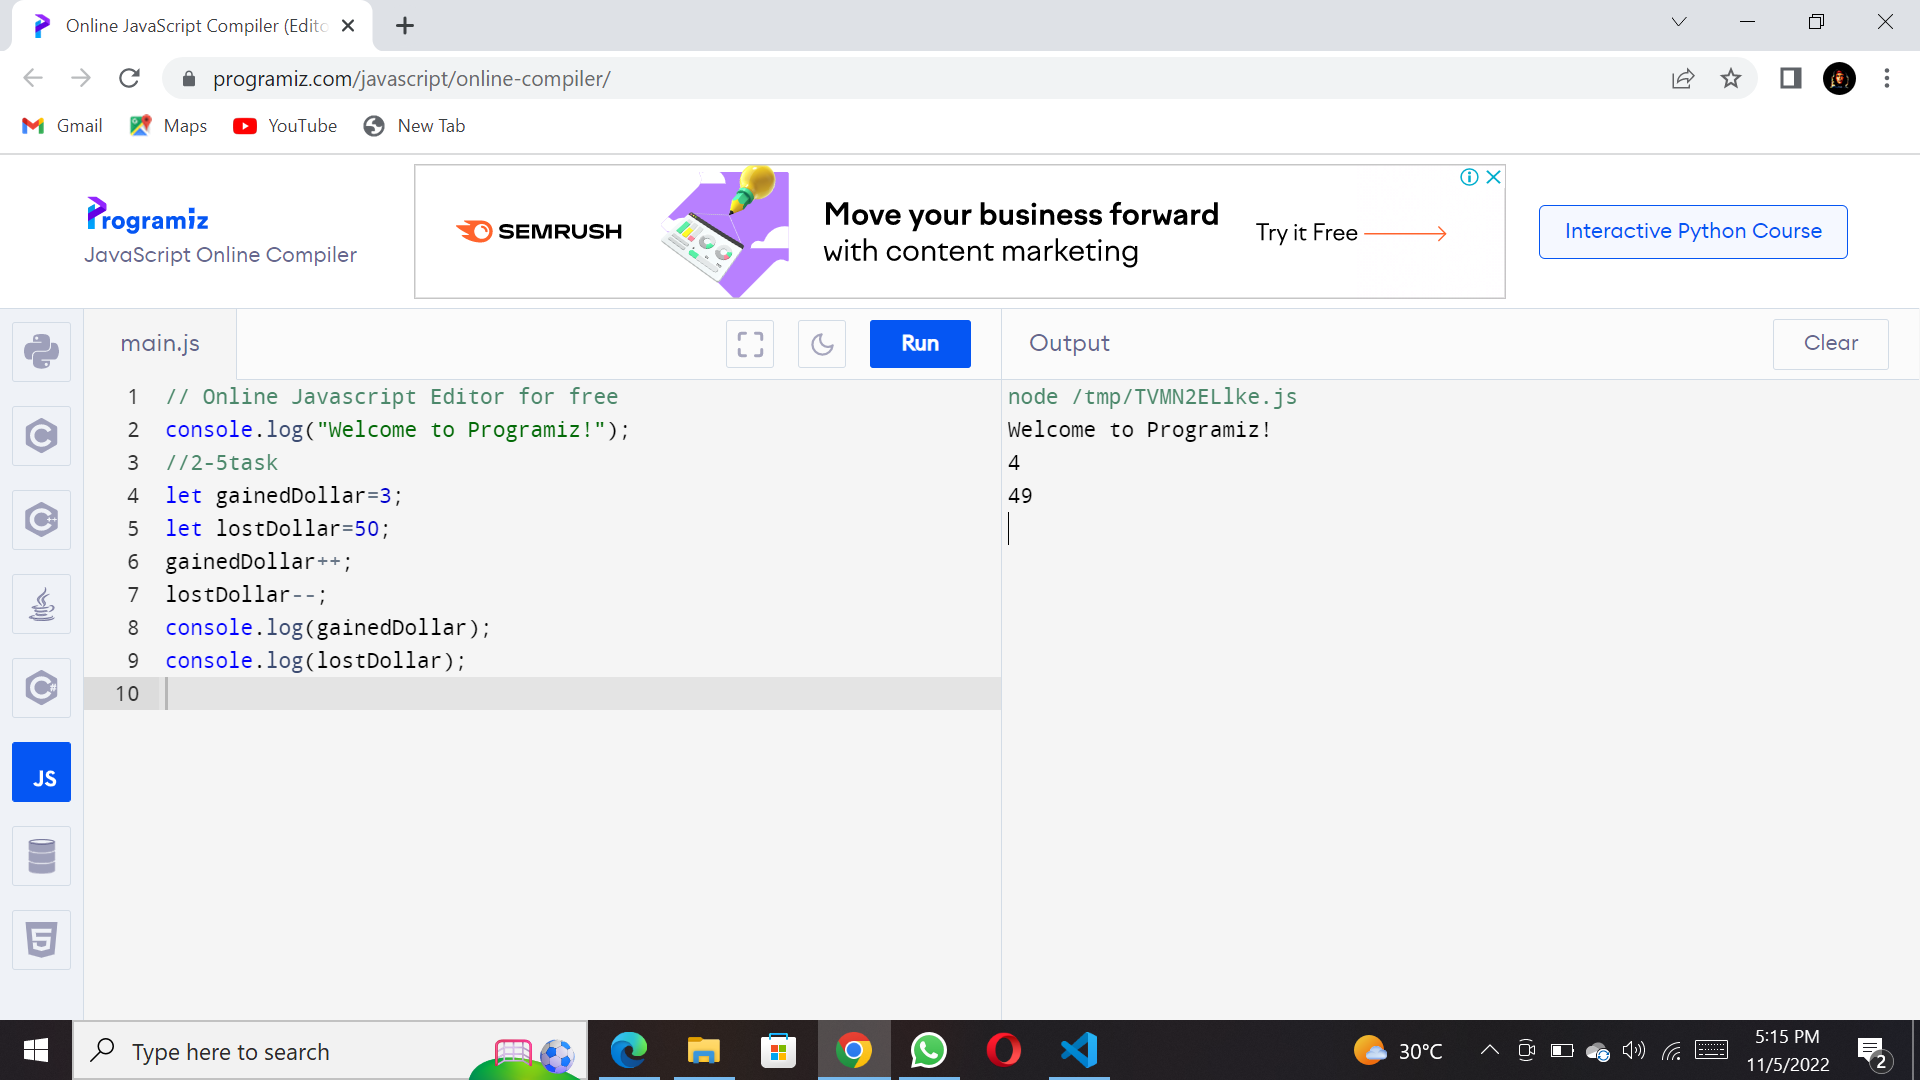 Online JavaScript Compiler (Edito
programiz.com/javascript/online-compiler/
Gmail
Maps
YouTube
New Tab
Programiz
JavaScript Online Compiler
SEMRUSH
Move your business forward
with content marketing
Try it Free
Interactive Python Course
main.js
Run
Output
Clear
1 // Online Javascript Editor for free
2 console.log("Welcome to Programiz!");
3 //2-5task
4 let gainedDollar=3;
5 let lostDollar=50;
6 gainedDollar++;
7 lostDollar--;
8 console.log(gainedDollar);
9 console.log(lostDollar);
10
node /tmp/TVMN2ELlke.js
Welcome to Programiz!
4
49
JS
Type here to search
30°C
5:15 PM
11/5/2022
2